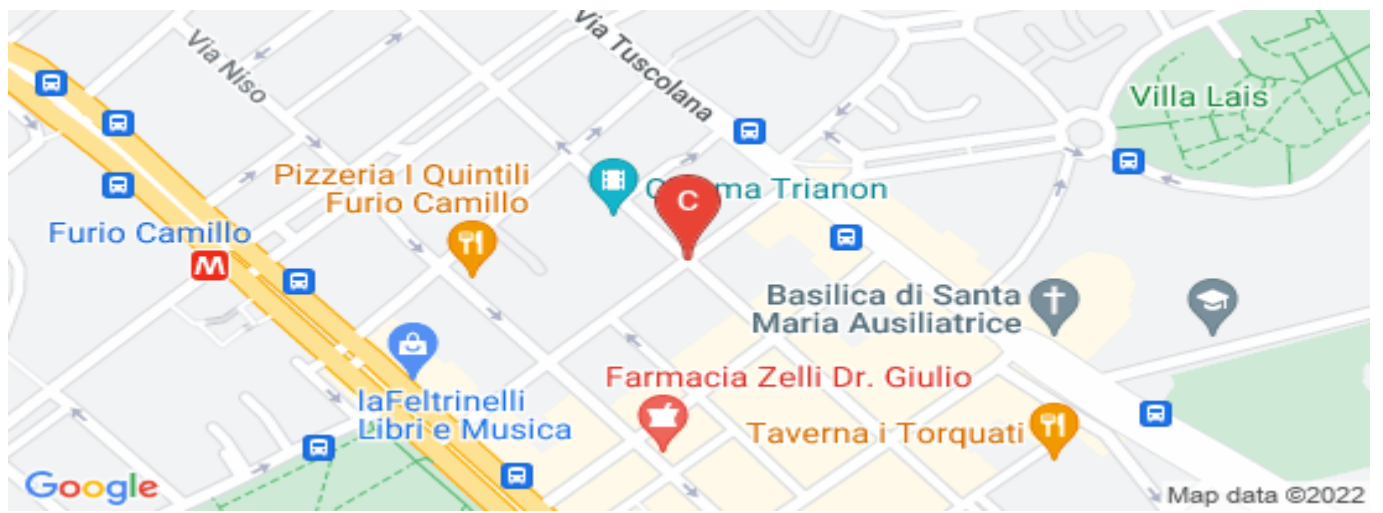 Via Niso
Via Tuscolana
Villa Lais
Pizzeria I Quintili
Furio Camillo
C
ma Trianon
Furio Camillo
M
Basilica di Santa
Maria Ausiliatrice
Farmacia Zelli Dr. Giulio
laFeltrinelli
Libri e Musica
Taverna i Torquati
Google
Map data ©2022